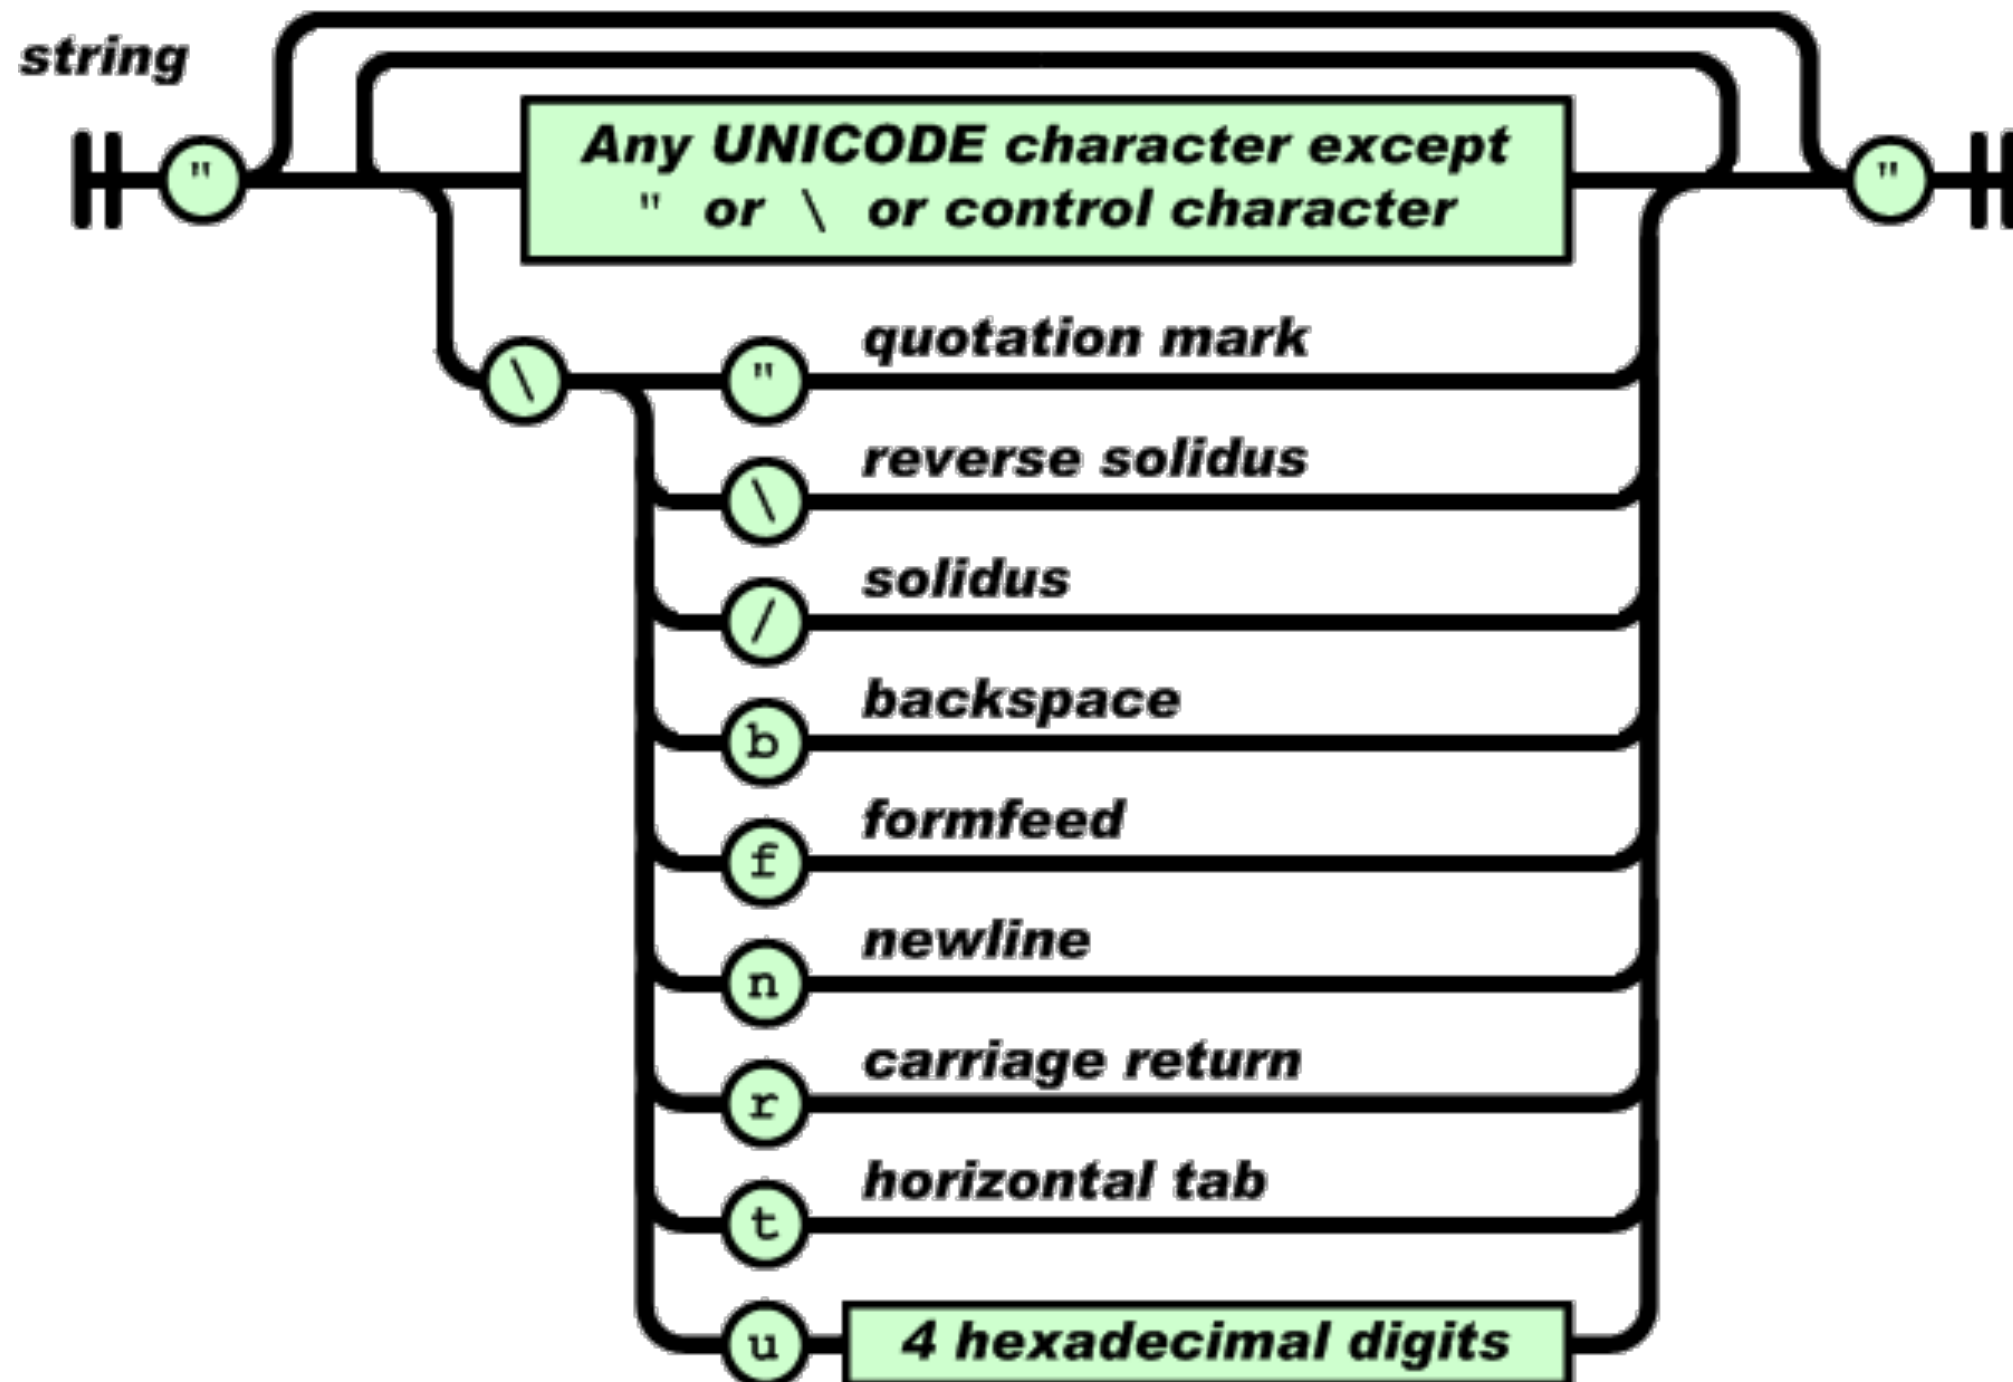 string
"
Any UNICODE character except
" or \ or control character
"
quotation mark
\ "
reverse solidus
\
solidus
/
backspace
b
formfeed
f
newline
n
carriage return
r
horizontal tab
t
u 4 hexadecimal digits